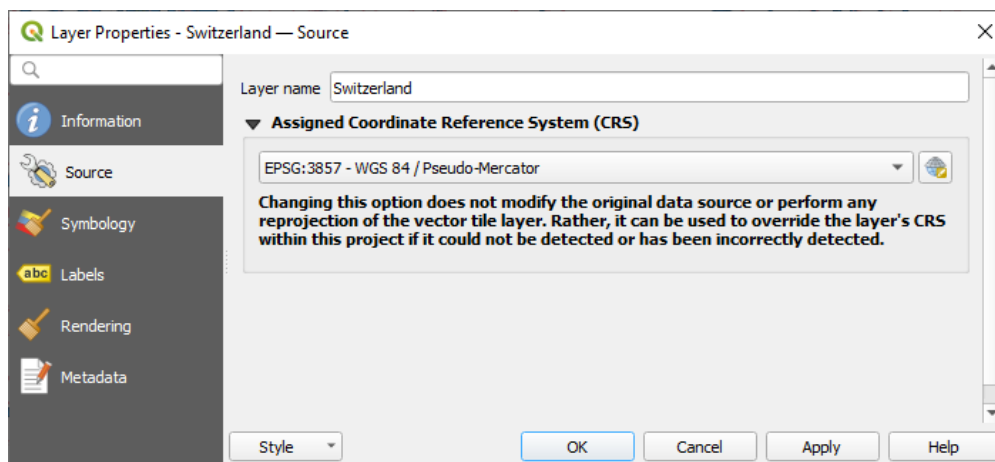 Layer Properties - Switzerland — Source
Information
Source
Symbology
abc Labels
Rendering
Metadata
Layer name Switzerland
Assigned Coordinate Reference System (CRS)
EPSG:3857 - WGS 84 / Pseudo-Mercator
Changing this option does not modify the original data source or perform any
reprojection of the vector tile layer. Rather, it can be used to override the layer's CRS
within this project if it could not be detected or has been incorrectly detected.
Style
OK
Cancel
Apply
Help